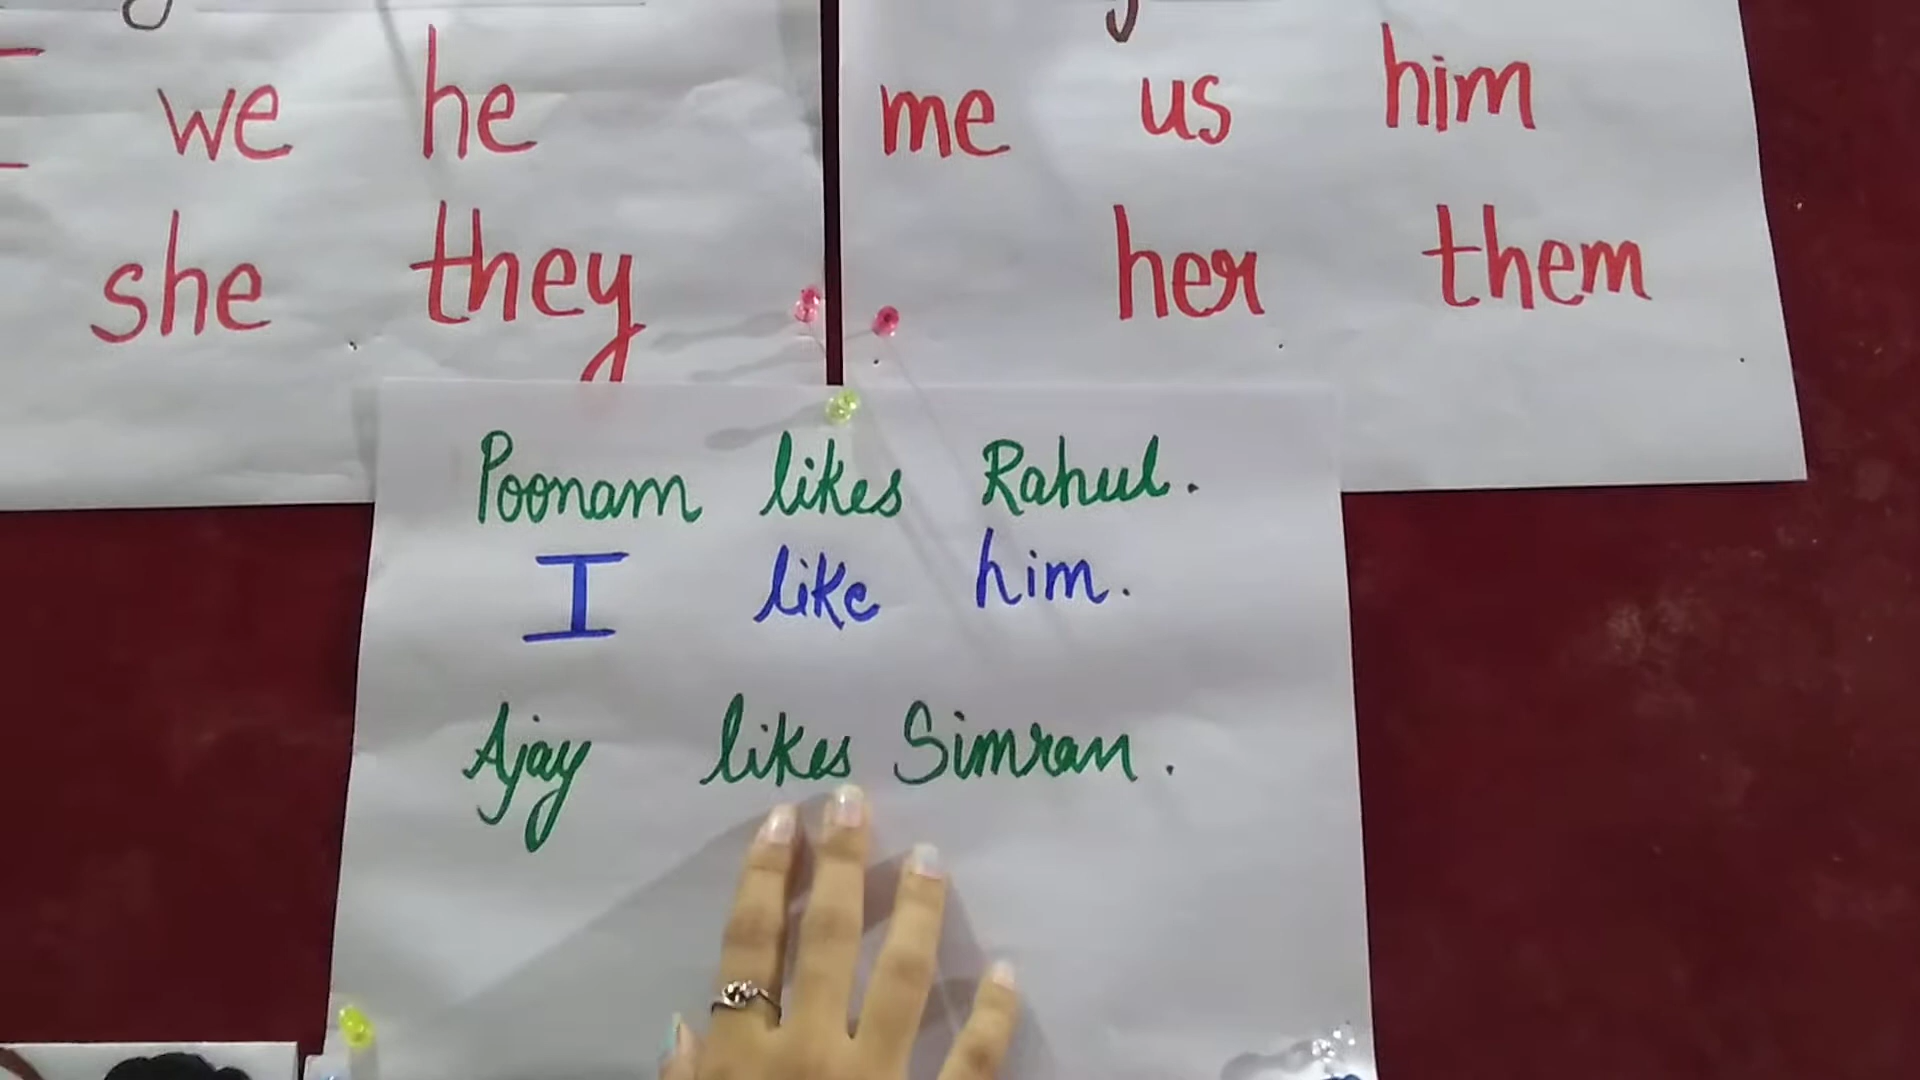 I we he
she they
me us him
her them
Poonam likes Rahul.
I like him.
Ajay likes Simran.